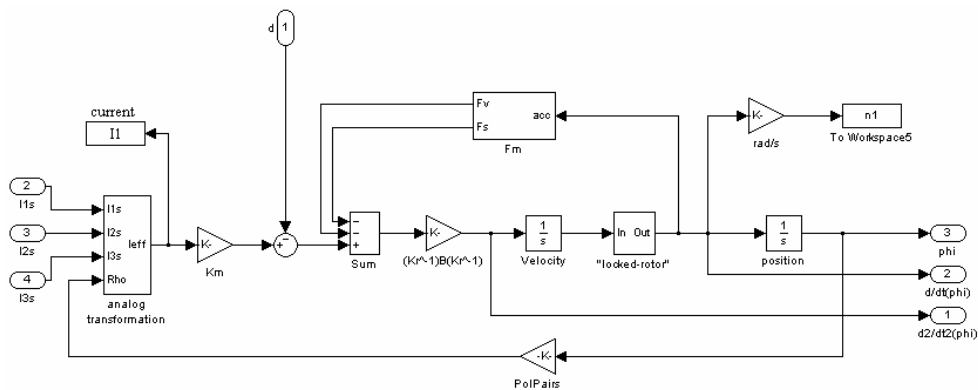 d
1
current
I1
Fv
Fs
acc
Fm
K-
rad/s
n1
To Workspace5
2
I1s
3
I2s
4
I3s
I1s
I2s
I3s
Rho
Ieff
analog
transformation
K-
Km
+
−
−
−
+
Sum
K-
(Kr^-1)B(Kr^-1)
1
s
Velocity
In
Out
"locked-rotor"
1
s
position
3
phi
2
d/dt(phi)
1
d2/dt2(phi)
-K-
PolPairs